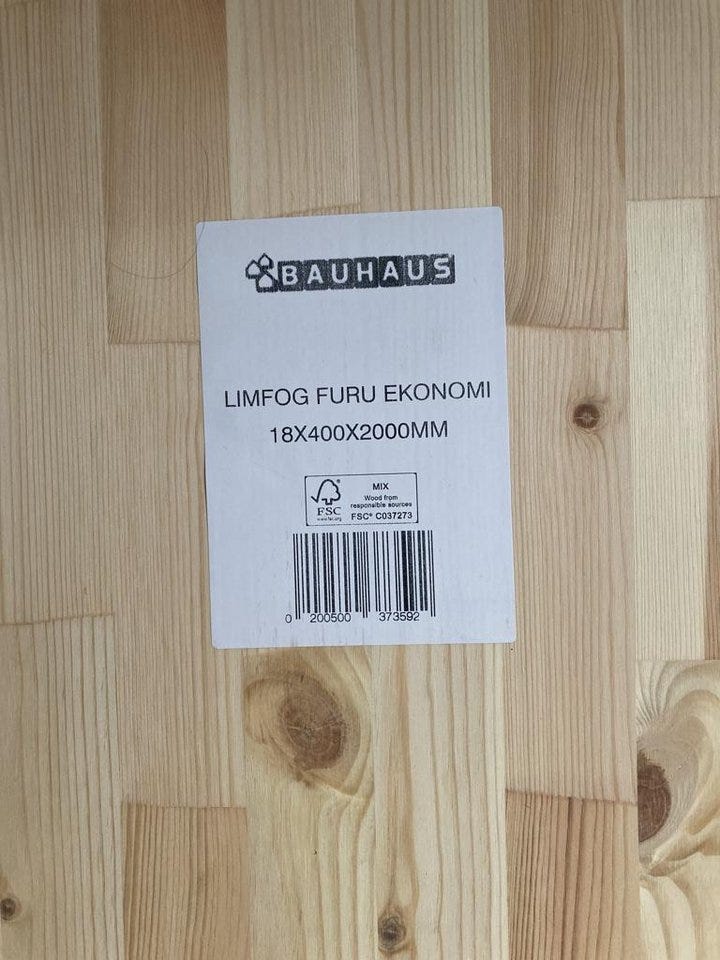 BAUHAUS
LIMFOG FURU EKONOMI
18X400X2000MM
FSC
www.fsc.org
MIX
Wood from
responsible sources
FSC® C037273
0 200500 373592